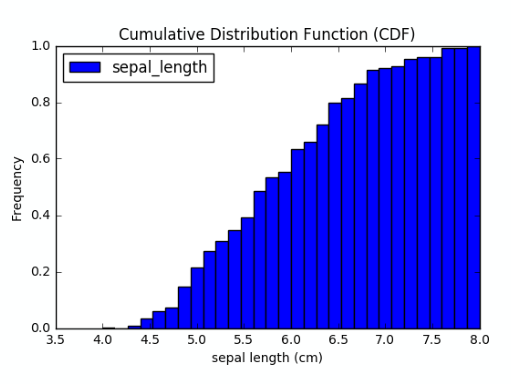 Cumulative Distribution Function (CDF)
sepal_length
1.0
0.8
0.6
0.4
0.2
0.0
Frequency
3.5 4.0 4.5 5.0 5.5 6.0 6.5 7.0 7.5 8.0
sepal length (cm)